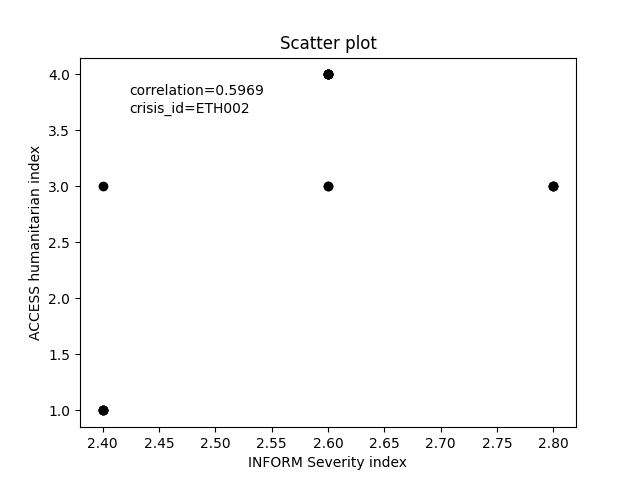 Scatter plot
correlation=0.5969
crisis_id=ETH002
ACCESS humanitarian index
4.0
3.5
3.0
2.5
2.0
1.5
1.0
2.40 2.45 2.50 2.55 2.60 2.65 2.70 2.75 2.80
INFORM Severity index